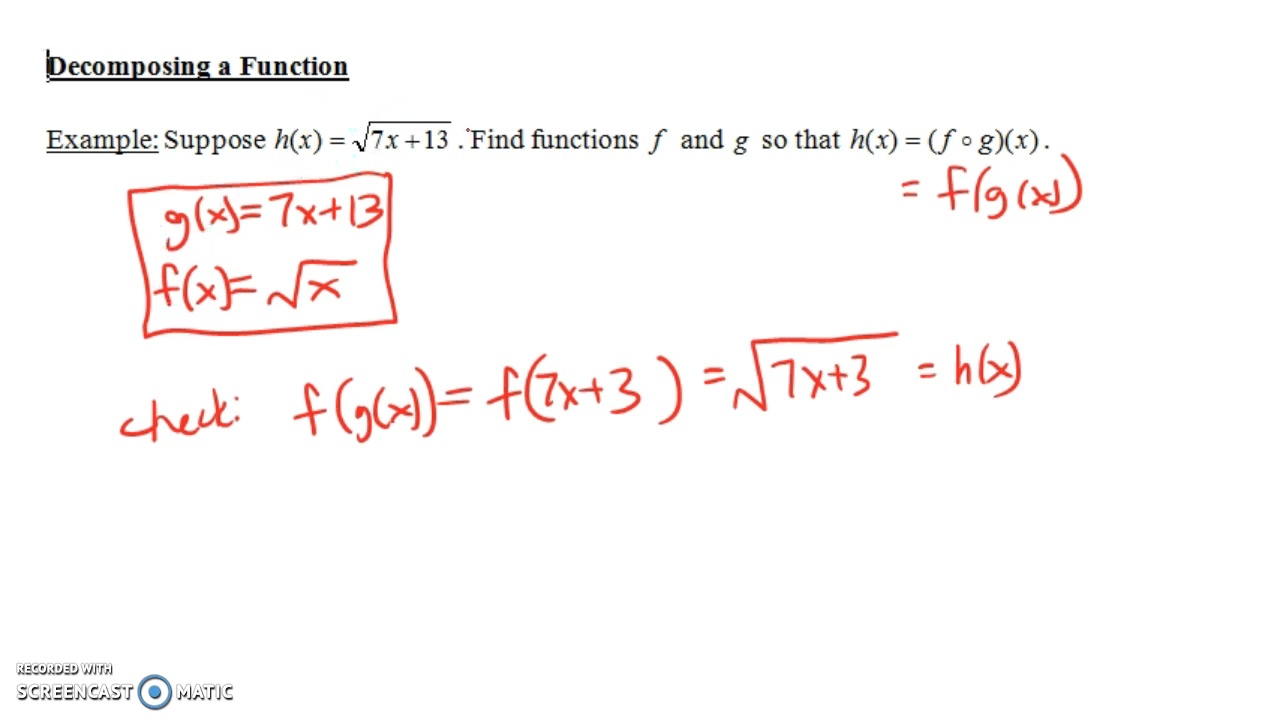 Decomposing a Function
Example: Suppose h(x) = √7x+13. Find functions f and g so that h(x) = (f ∘ g)(x).
= f(g(x))
g(x)= 7x+13
f(x)= √x
check: f(g(x))= f(7x+3) = √7x+3 = h(x)
RECORDED WITH
SCREENCAST MATIC